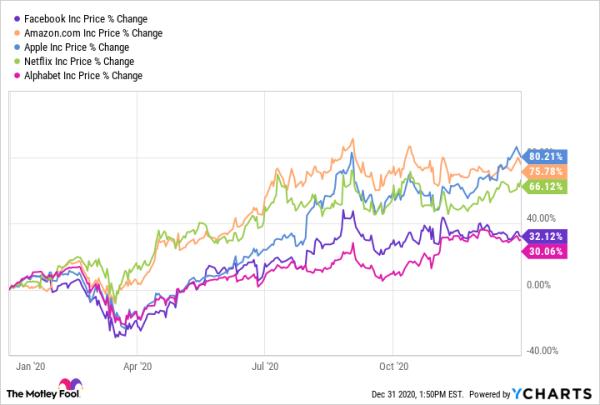 Facebook Inc Price % Change
Amazon.com Inc Price % Change
Apple Inc Price % Change
Netflix Inc Price % Change
Alphabet Inc Price % Change
80.21%
75.78%
66.12%
40.00%
32.12%
30.06%
0.00%
-40.00%
Jan '20 Apr '20 Jul '20 Oct '20
The Motley Fool.
Dec 31 2020, 1:50PM EST. Powered by YCHARTS